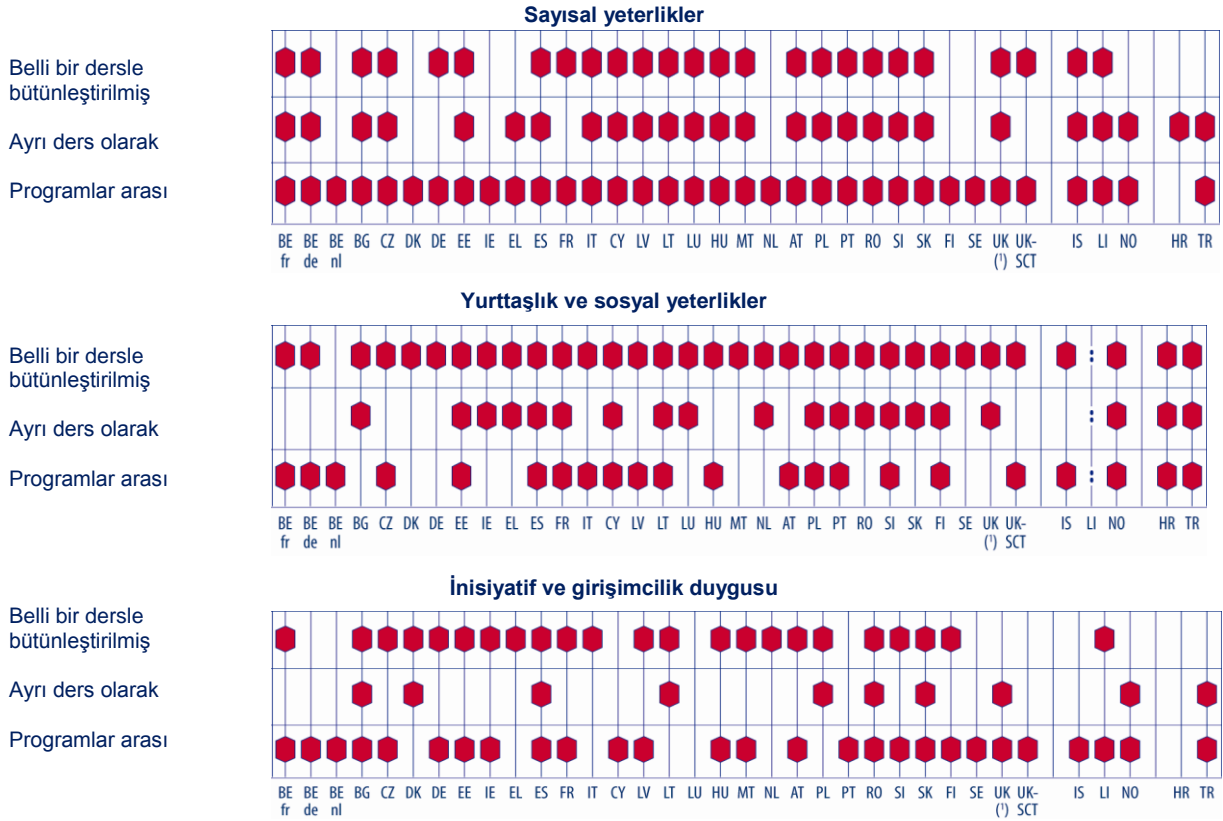 Sayısal yeterlikler
Belli bir dersle
bütünleştirilmiş
Ayrı ders olarak
Programlar arası
BE BE BE BG CZ DK DE EE IE EL ES FR IT CY LV LT LU HU MT NL AT PL PT RO SI SK FI SE UK UK- IS LI NO HR TR
fr de nl (¹) SCT
Yurttaşlık ve sosyal yeterlikler
Belli bir dersle
bütünleştirilmiş
Ayrı ders olarak
Programlar arası
BE BE BE BG CZ DK DE EE IE EL ES FR IT CY LV LT LU HU MT NL AT PL PT RO SI SK FI SE UK UK- IS LI NO HR TR
fr de nl (¹) SCT
İnisiyatif ve girişimcilik duygusu
Belli bir dersle
bütünleştirilmiş
Ayrı ders olarak
Programlar arası
BE BE BE BG CZ DK DE EE IE EL ES FR IT CY LV LT LU HU MT NL AT PL PT RO SI SK FI SE UK UK- IS LI NO HR TR
fr de nl (¹) SCT